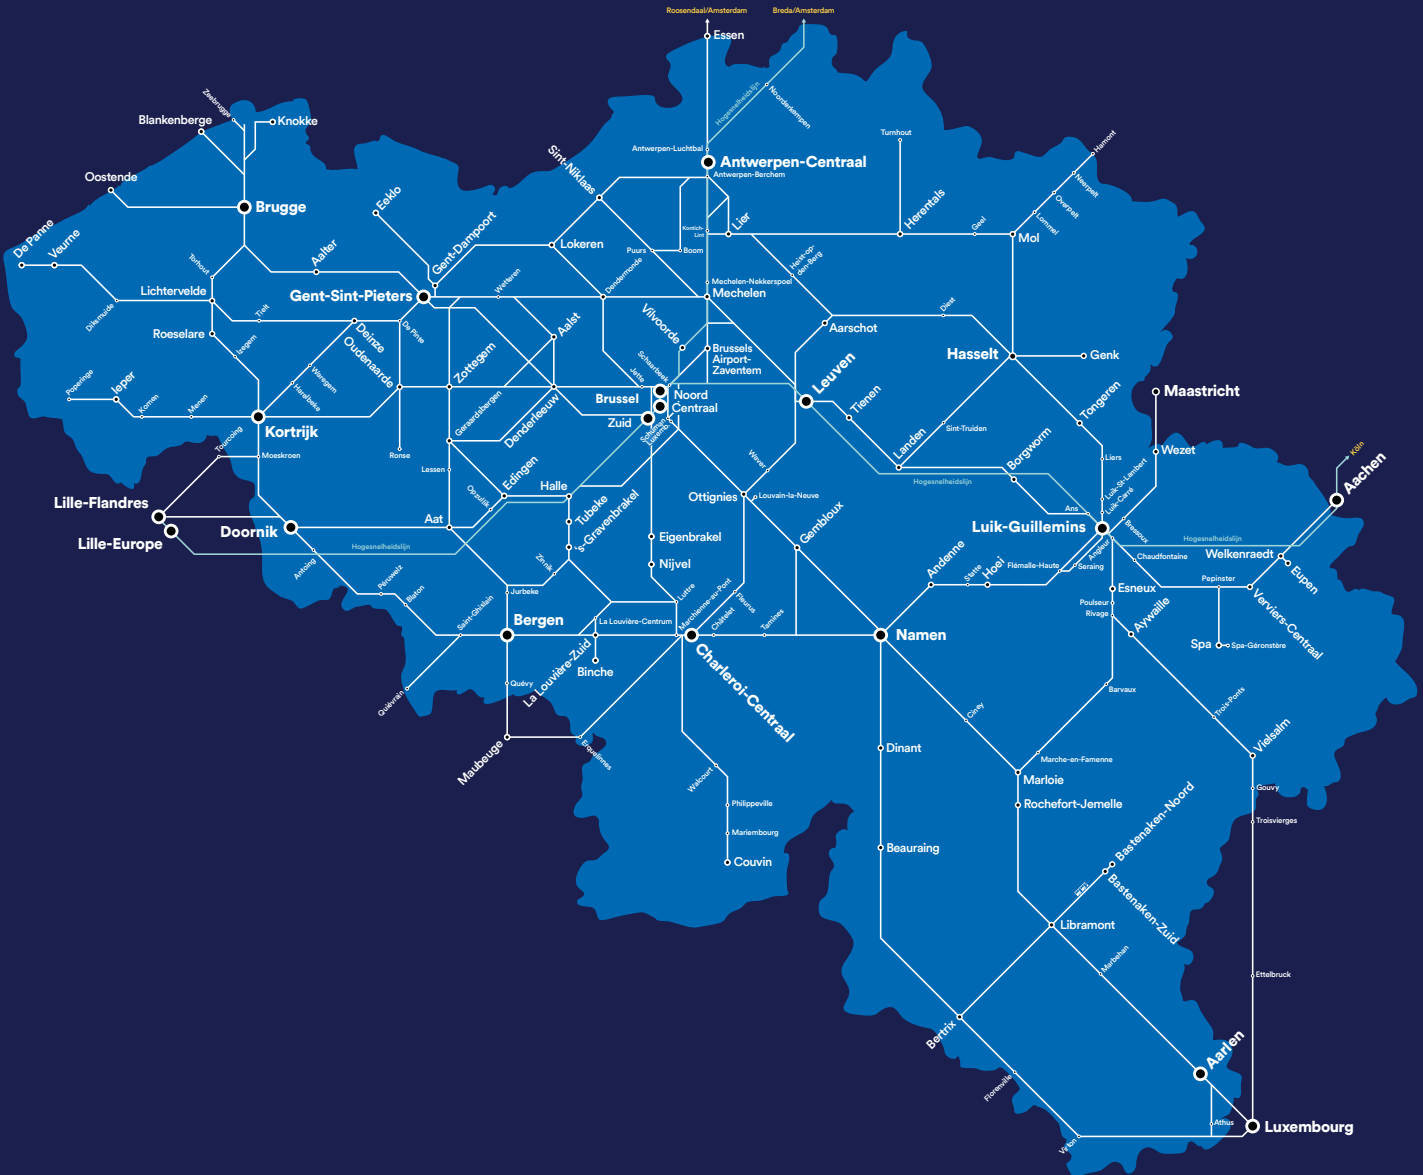 Roosendaal/Amsterdam
Breda/Amsterdam
Essen
Hogesnelheidslijn
Noorderkempen
Zeebrugge
Blankenberge
Knokke
Antwerpen-Luchtbal
Antwerpen-Centraal
Antwerpen-Berchem
Turnhout
Hamont
Neerpelt
Overpelt
Lommel
Oostende
Brugge
Eeklo
Sint-Niklaas
Kontich-
Lint
Lier
Herentals
Geel
Mol
De Panne
Veurne
Aalter
Gent-Dampoort
Lokeren
Puurs
Boom
Heist-op-
den-Berg
Torhout
Wetteren
Dendermonde
Mechelen-Nekkerspoel
Lichtervelde
Gent-Sint-Pieters
Mechelen
Diksmuide
Tielt
De Pinte
Diest
Roeselare
Deinze
Aalst
Vilvoorde
Aarschot
Izegem
Oudenaarde
Zottegem
Schaarbeek
Jette
Brussels
Airport-
Zaventem
Leuven
Hasselt
Genk
Poperinge
Ieper
Waregem
Harelbeke
Brussel
Noord
Centraal
Zuid
Schuman
Luxemb.
Tienen
Tongeren
Maastricht
Komen
Menen
Kortrijk
Geraardsbergen
Denderleeuw
Landen
Sint-Truiden
Tourcoing
Moeskroen
Ronse
Lessen
Edingen
Halle
Waver
Borgworm
Liers
Wezet
Köln
Aachen
Opzullik
Tubeke
's-Gravenbrakel
Ottignies
Louvain-la-Neuve
Hogesnelheidslijn
Luik-St-Lambert
Luik-Carré
Lille-Flandres
Lille-Europe
Doornik
Aat
Eigenbrakel
Gembloux
Ans
Luik-Guillemins
Bressoux
Hogesnelheidslijn
Antoing
Zinnik
Nijvel
Andenne
Statte
Hoei
Flémalle-Haute
Seraing
Angleur
Chaudfontaine
Hogesnelheidslijn
Welkenraedt
Eupen
Péruwelz
Blaton
Jurbeke
Luttre
Marchienne-au-Pont
Fleurus
Esneux
Pepinster
Verviers-Centraal
Saint-Ghislain
Bergen
La Louvière-Centrum
Châtelet
Tamines
Namen
Poulseur
Rivage
Aywaille
Spa
Spa-Géronstère
La Louvière-Zuid
Binche
Charleroi-Centraal
Quiévrain
Quévy
Barvaux
Trois-Ponts
Maubeuge
Erquelinnes
Ciney
Vielsalm
Dinant
Marche-en-Famenne
Walcourt
Marloie
Gouvy
Philippeville
Rochefort-Jemelle
Troisvierges
Mariembourg
Couvin
Beauraing
Bastenaken-Noord
Bastenaken-Zuid
Libramont
Marbehan
Ettelbruck
Bertrix
Aarlen
Florenville
Athus
Virton
Luxembourg